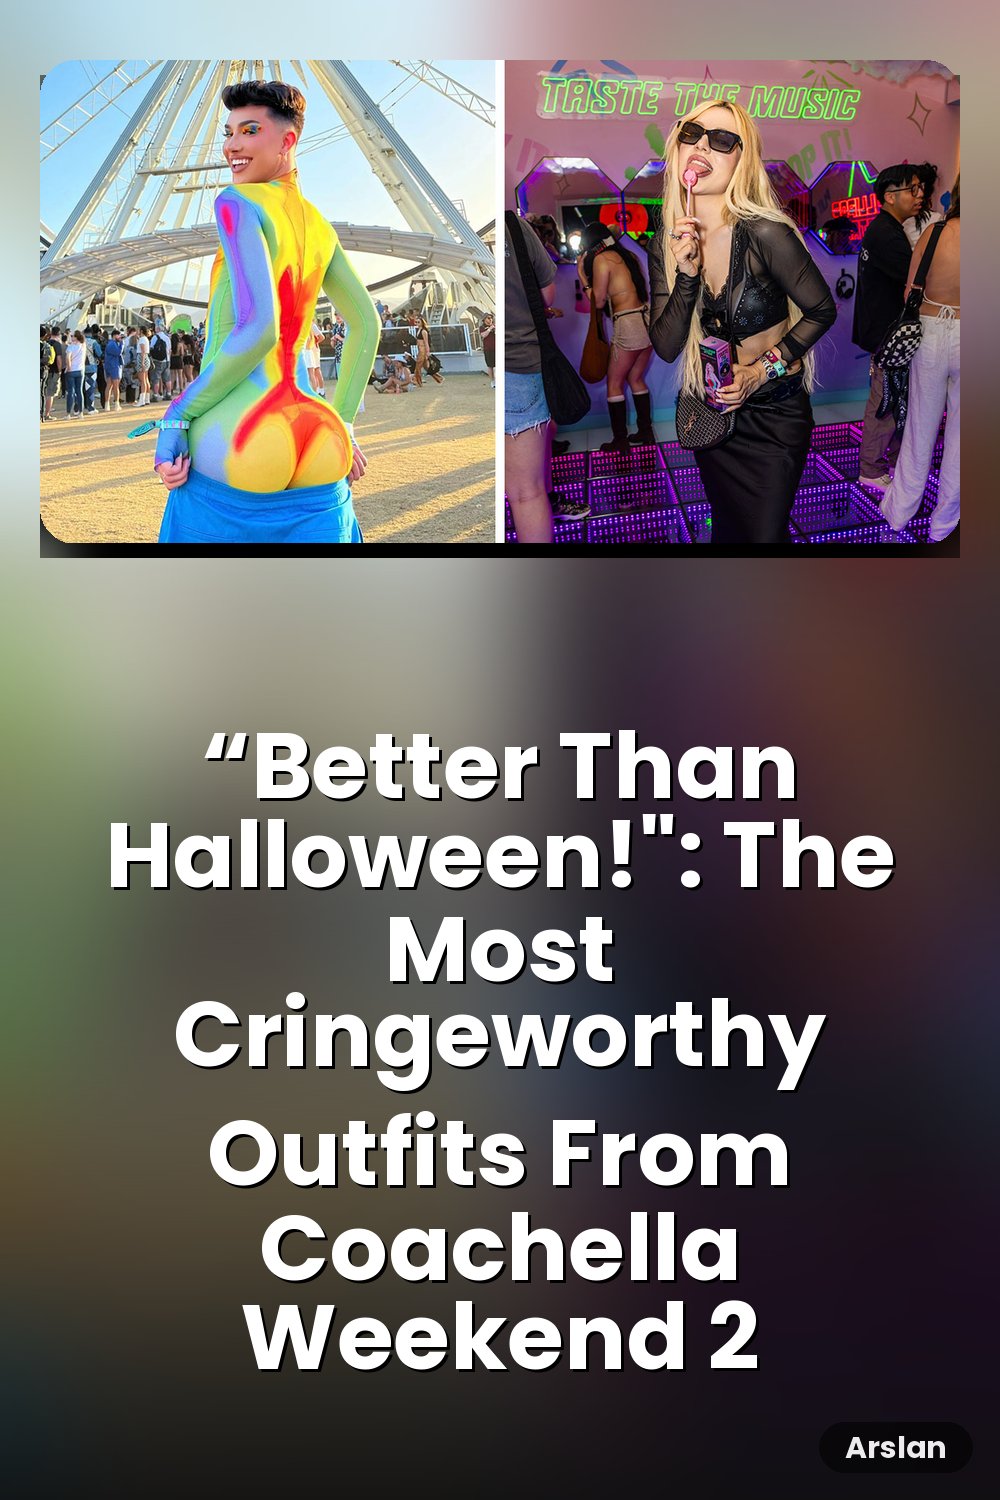 TASTE THE MUSIC
“Better Than
Halloween!": The
Most
Cringeworthy
Outfits From
Coachella
Weekend 2
Arslan